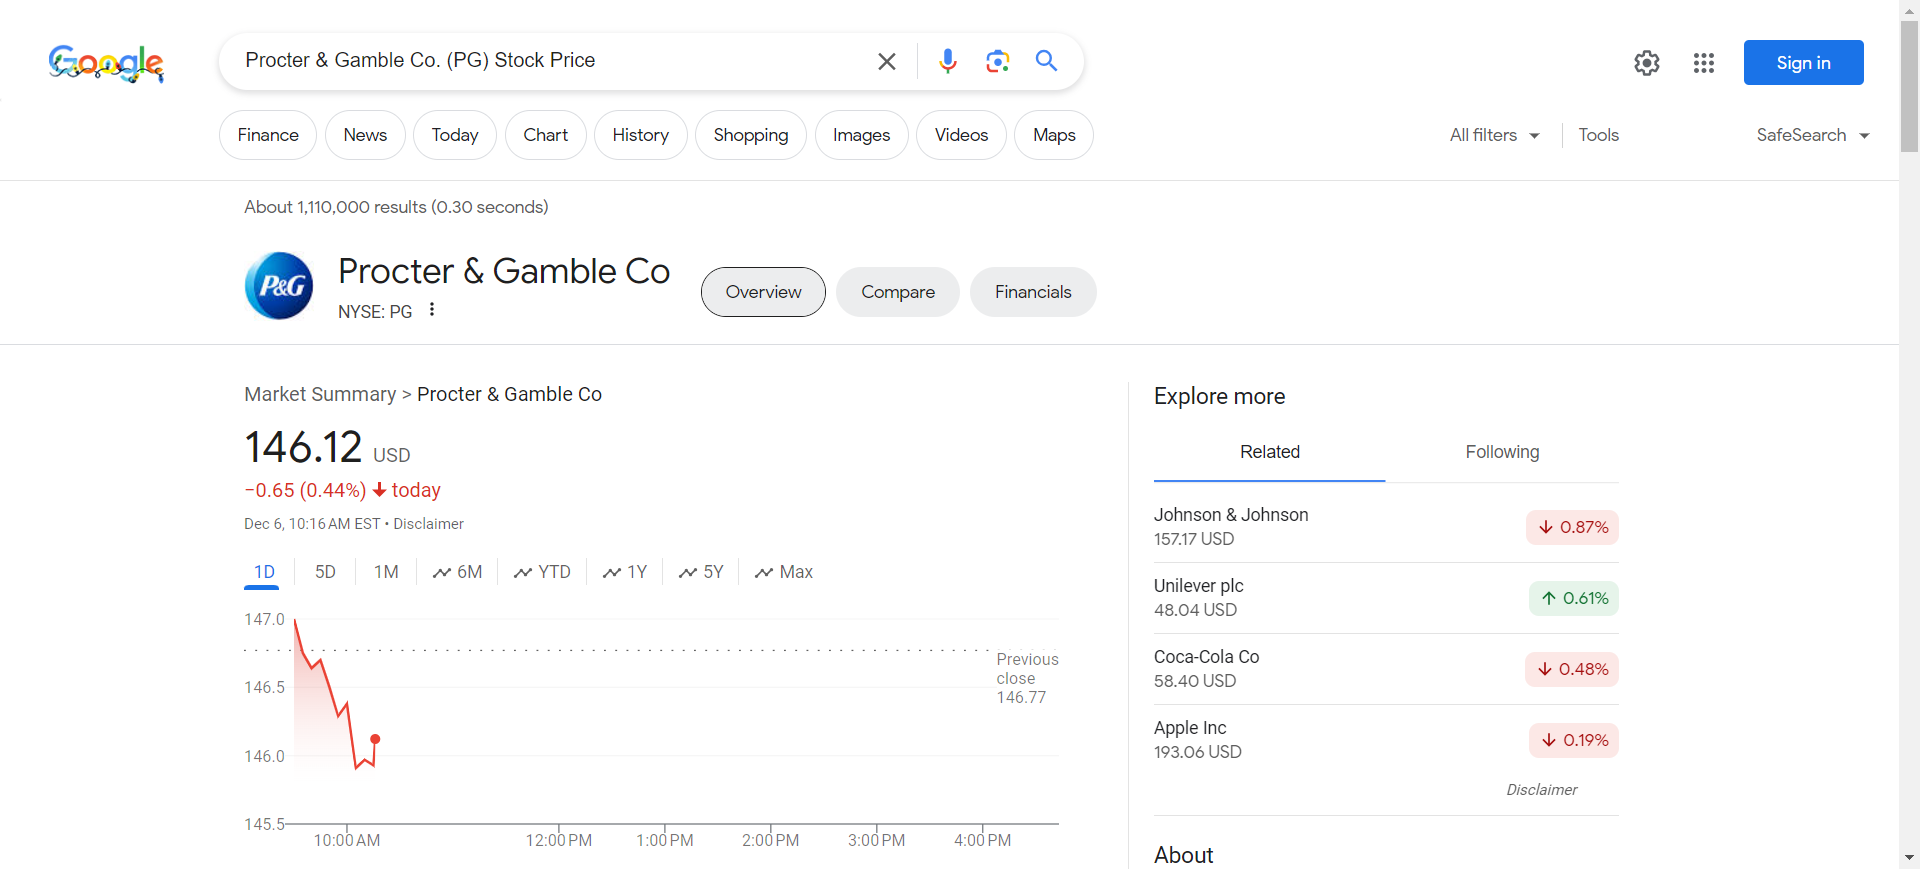 Google
Procter & Gamble Co. (PG) Stock Price
Sign in
Finance
News
Today
Chart
History
Shopping
Images
Videos
Maps
All filters
Tools
SafeSearch
About 1,110,000 results (0.30 seconds)
P&G
Procter & Gamble Co
NYSE: PG
Overview
Compare
Financials
Market Summary > Procter & Gamble Co
146.12 USD
−0.65 (0.44%) today
Dec 6, 10:16 AM EST • Disclaimer
1D
5D
1M
6M
YTD
1Y
5Y
Max
147.0
146.5
146.0
145.5
Previous
close
146.77
10:00 AM
12:00 PM
1:00 PM
2:00 PM
3:00 PM
4:00 PM
Explore more
Related
Following
Johnson & Johnson
157.17 USD
0.87%
Unilever plc
48.04 USD
0.61%
Coca-Cola Co
58.40 USD
0.48%
Apple Inc
193.06 USD
0.19%
Disclaimer
About